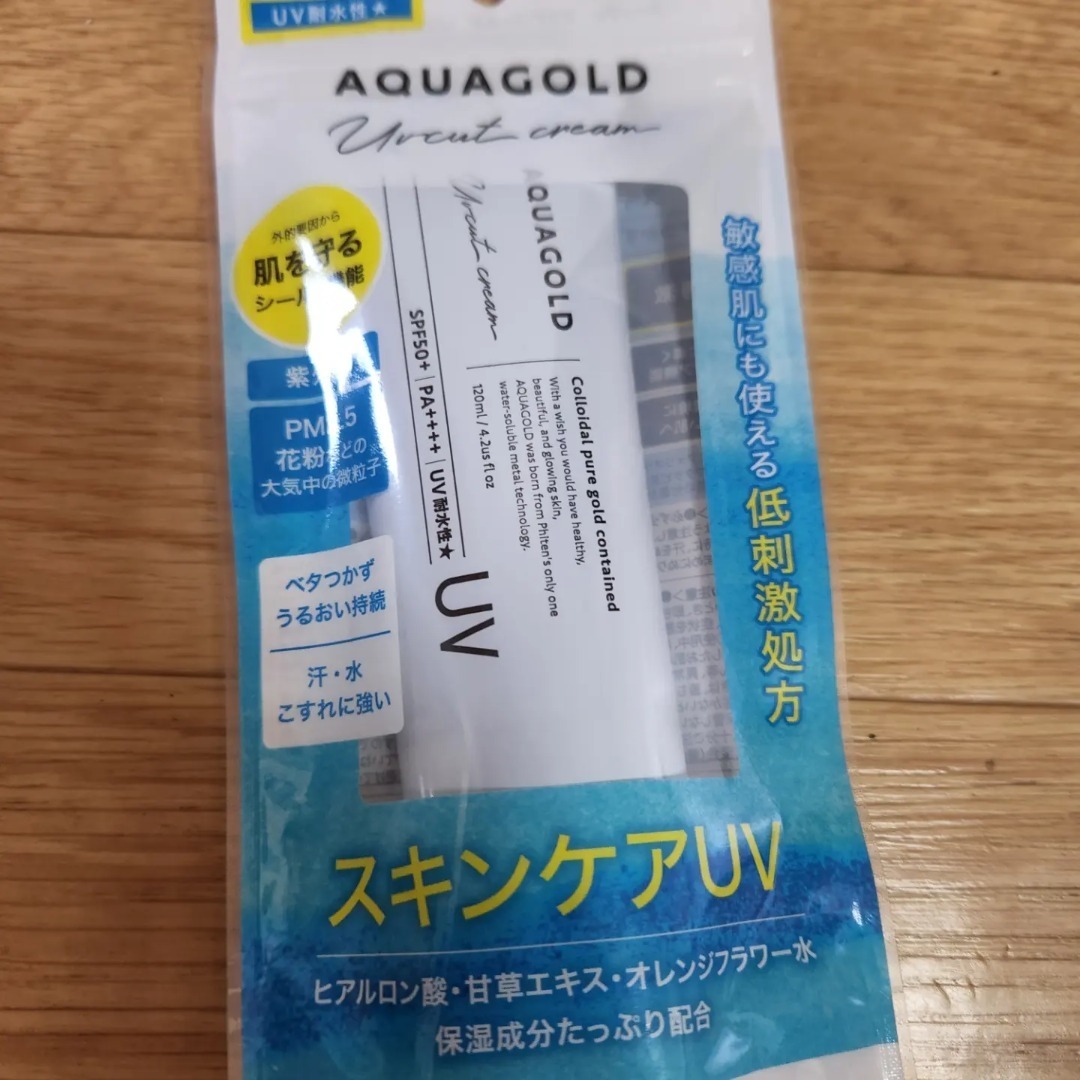 UV耐水性★
AQUAGOLD
Uvcut cream
外的要因から
肌を守る
シール機能
PM2.5
花粉などの
大気中の微粒子
ベタつかず
うるおい持続
汗・水
こすれに強い
AQUAGOLD
Uvcut cream
Colloidal pure gold contained
With a wish you would have healthy,
beautiful, and glowing skin,
AQUAGOLD was born from Phiten's only one
water-soluble metal technology.
120ml / 4.2us fl oz
SPF50+ | PA++++ | UV耐水性★
UV
敏感肌にも使える低刺激処方
スキンケアUV
ヒアルロン酸・甘草エキス・オレンジフラワー水
保湿成分たっぷり配合